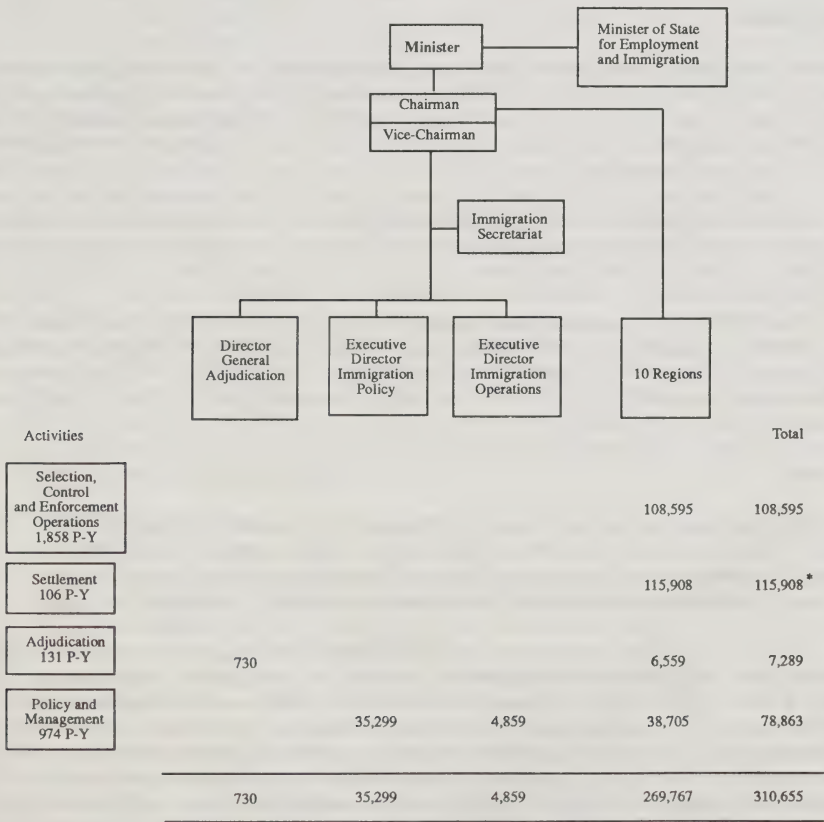 Minister
Minister of State
for Employment
and Immigration
Chairman
Vice-Chairman
Immigration
Secretariat
Director
General
Adjudication
Executive
Director
Immigration
Policy
Executive
Director
Immigration
Operations
10 Regions
Activities Total
Selection,
Control
and Enforcement
Operations
1,858 P-Y
108,595 108,595
Settlement
106 P-Y
115,908 115,908*
Adjudication
131 P-Y
730 6,559 7,289
Policy and
Management
974 P-Y
35,299 4,859 38,705 78,863
730 35,299 4,859 269,767 310,655